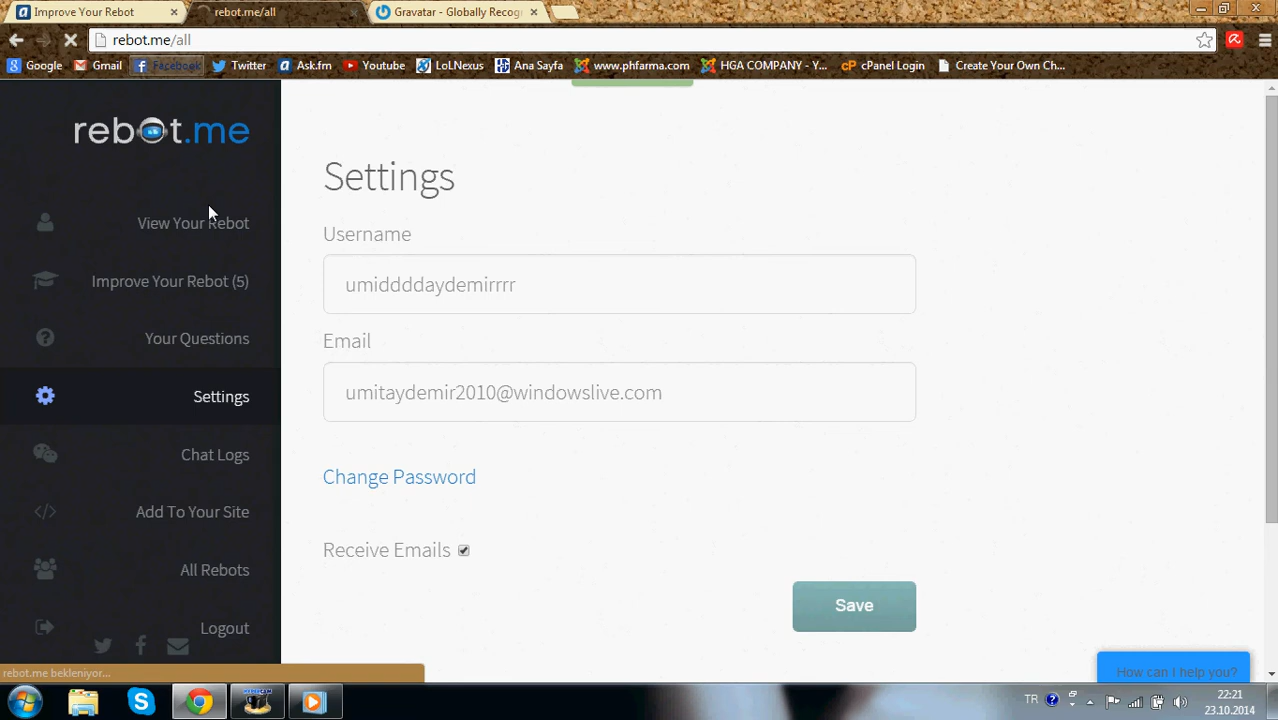 Improve Your Rebot
rebot.me/all
Gravatar - Globally Recog
rebot.me/all
Google
Gmail
Facebook
Twitter
Ask.fm
Youtube
LoLNexus
Ana Sayfa
www.phfarma.com
HGA COMPANY - Y...
cPanel Login
Create Your Own Ch...
rebot.me
View Your Rebot
Improve Your Rebot (5)
Your Questions
Settings
Chat Logs
Add To Your Site
All Rebots
Logout
Settings
Username
umiddddaydemirrrr
Email
umitaydemir2010@windowslive.com
Change Password
Receive Emails
Save
How can I help you?
rebot.me bekleniyor...
TR
22:21
23.10.2014